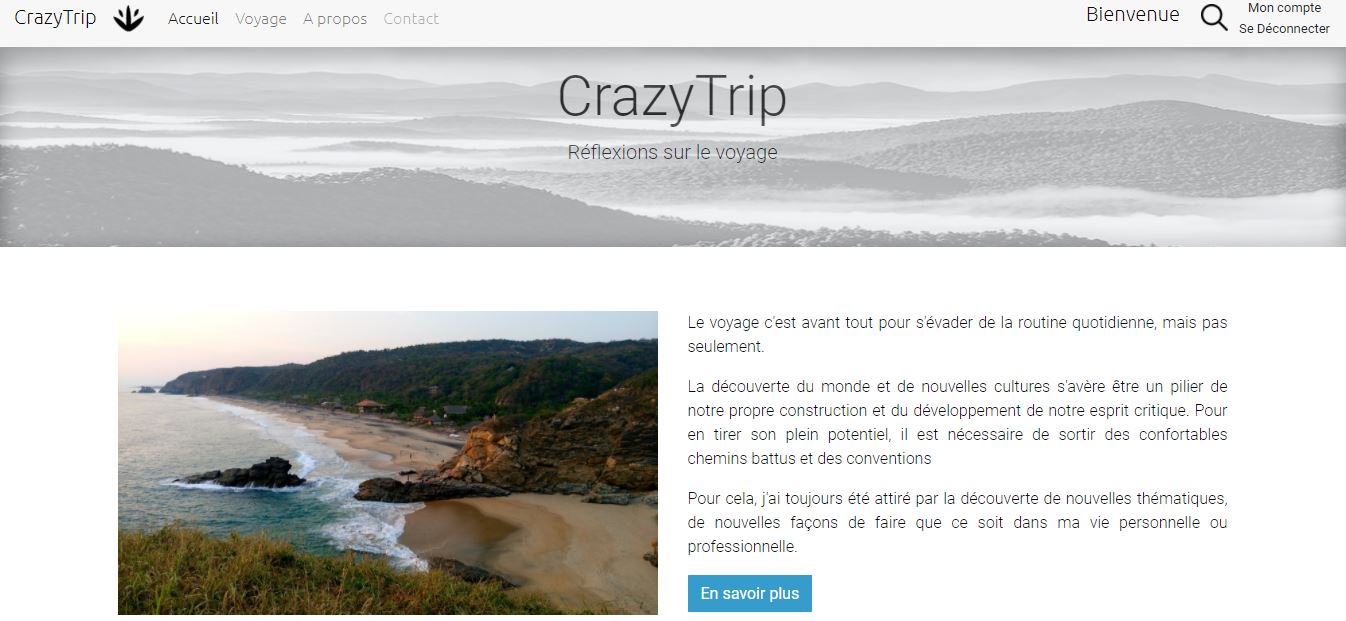 CrazyTrip Accueil Voyage A propos Contact Bienvenue Mon compte
Se Déconnecter
CrazyTrip
Réflexions sur le voyage
Le voyage c'est avant tout pour s'évader de la routine quotidienne, mais pas
seulement.
La découverte du monde et de nouvelles cultures s'avère être un pilier de
notre propre construction et du développement de notre esprit critique. Pour
en tirer son plein potentiel, il est nécessaire de sortir des confortables
chemins battus et des conventions
Pour cela, j'ai toujours été attiré par la découverte de nouvelles thématiques,
de nouvelles façons de faire que ce soit dans ma vie personnelle ou
professionnelle.
En savoir plus